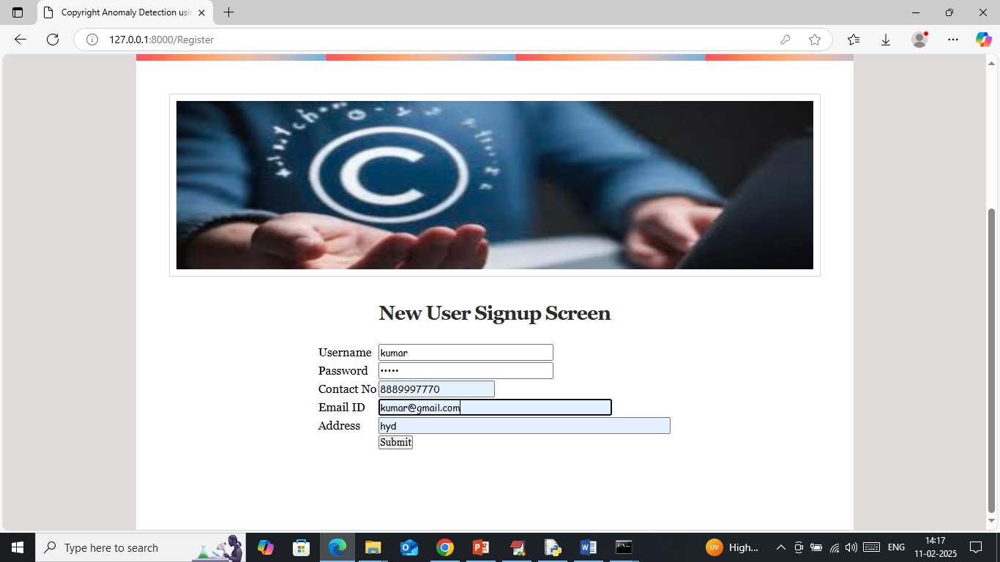 Copyright Anomaly Detection usi
127.0.0.1:8000/Register
C
New User Signup Screen
Username kumar
Password •••••
Contact No 8889997770
Email ID kumar@gmail.com
Address hyd
Submit
Type here to search
UV High... ENG 14:17
11-02-2025